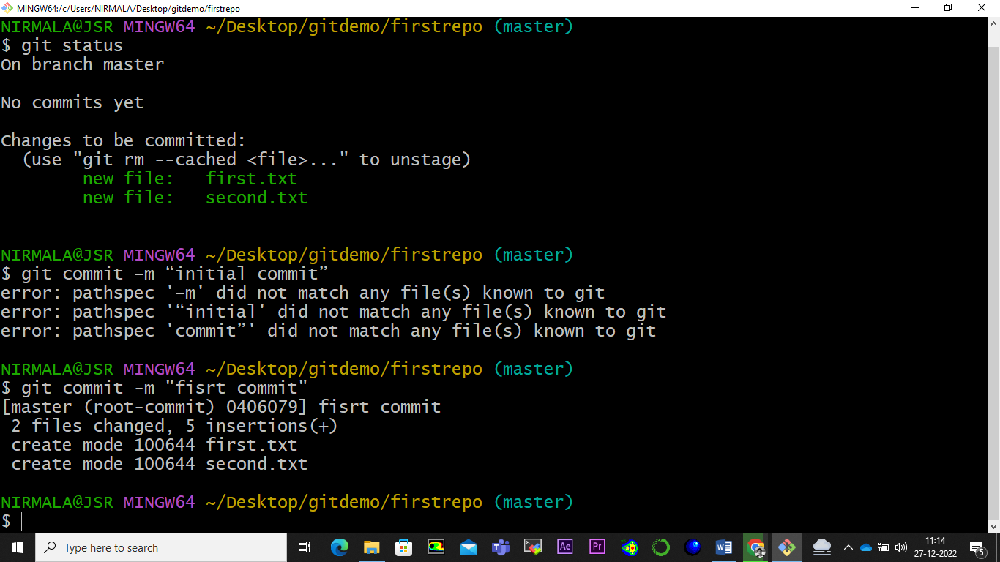 MINGW64:/c/Users/NIRMALA/Desktop/gitdemo/firstrepo
NIRMALA@JSR MINGW64 ~/Desktop/gitdemo/firstrepo (master)
$ git status
On branch master
No commits yet
Changes to be committed:
(use "git rm --cached <file>..." to unstage)
new file: first.txt
new file: second.txt
NIRMALA@JSR MINGW64 ~/Desktop/gitdemo/firstrepo (master)
$ git commit –m “initial commit”
error: pathspec '–m' did not match any file(s) known to git
error: pathspec '“initial' did not match any file(s) known to git
error: pathspec 'commit”' did not match any file(s) known to git
NIRMALA@JSR MINGW64 ~/Desktop/gitdemo/firstrepo (master)
$ git commit -m "fisrt commit"
[master (root-commit) 0406079] fisrt commit
2 files changed, 5 insertions(+)
create mode 100644 first.txt
create mode 100644 second.txt
NIRMALA@JSR MINGW64 ~/Desktop/gitdemo/firstrepo (master)
$
Type here to search
Ae
Pr
11:14
27-12-2022
5